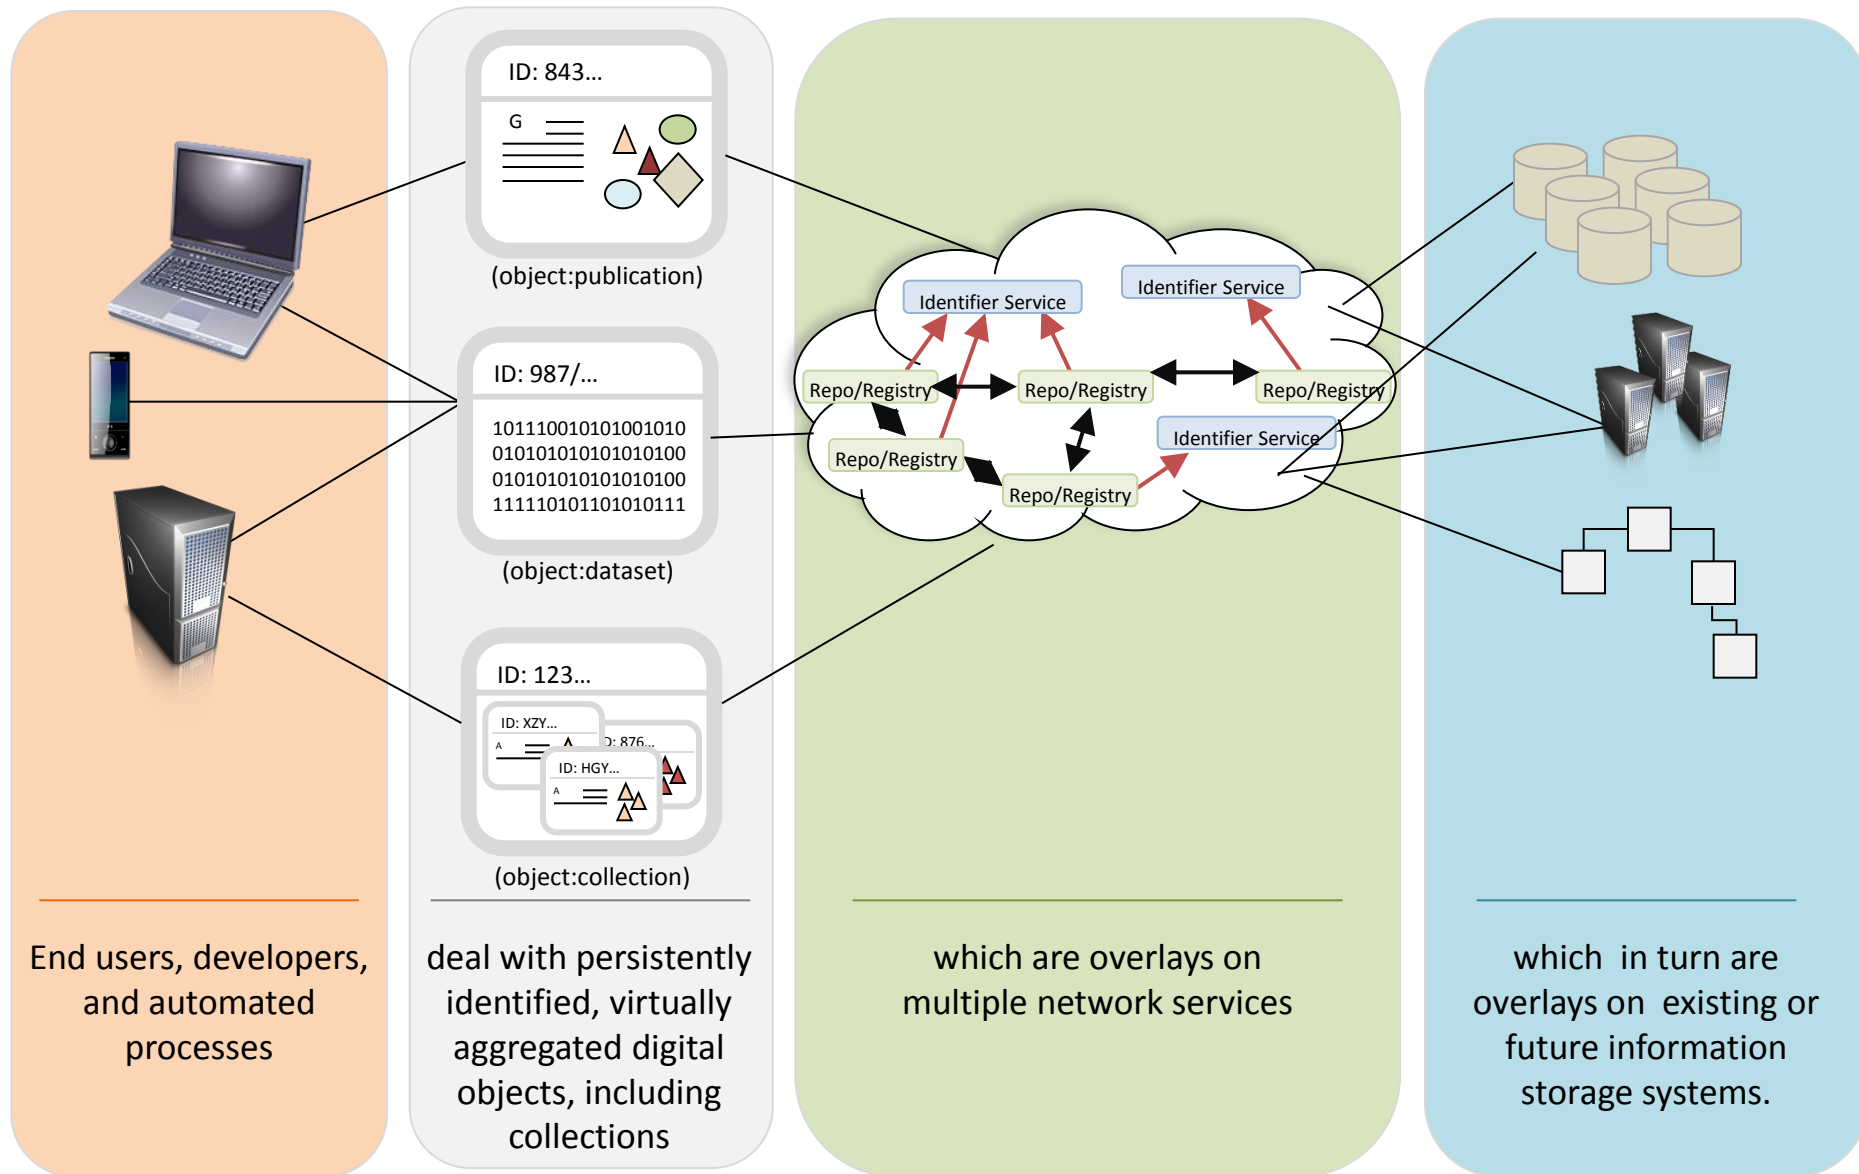 ID: 843...
G
(object:publication)
ID: 987/...
101110010101001010
010101010101010100
010101010101010100
111110101101010111
(object:dataset)
ID: 123...
ID: XZY...
A
D: 876...
ID: HGY...
A
(object:collection)
Identifier Service
Identifier Service
Repo/Registry
Repo/Registry
Repo/Registry
Identifier Service
Repo/Registry
Repo/Registry
End users, developers,
and automated
processes
deal with persistently
identified, virtually
aggregated digital
objects, including
collections
which are overlays on
multiple network services
which in turn are
overlays on existing or
future information
storage systems.